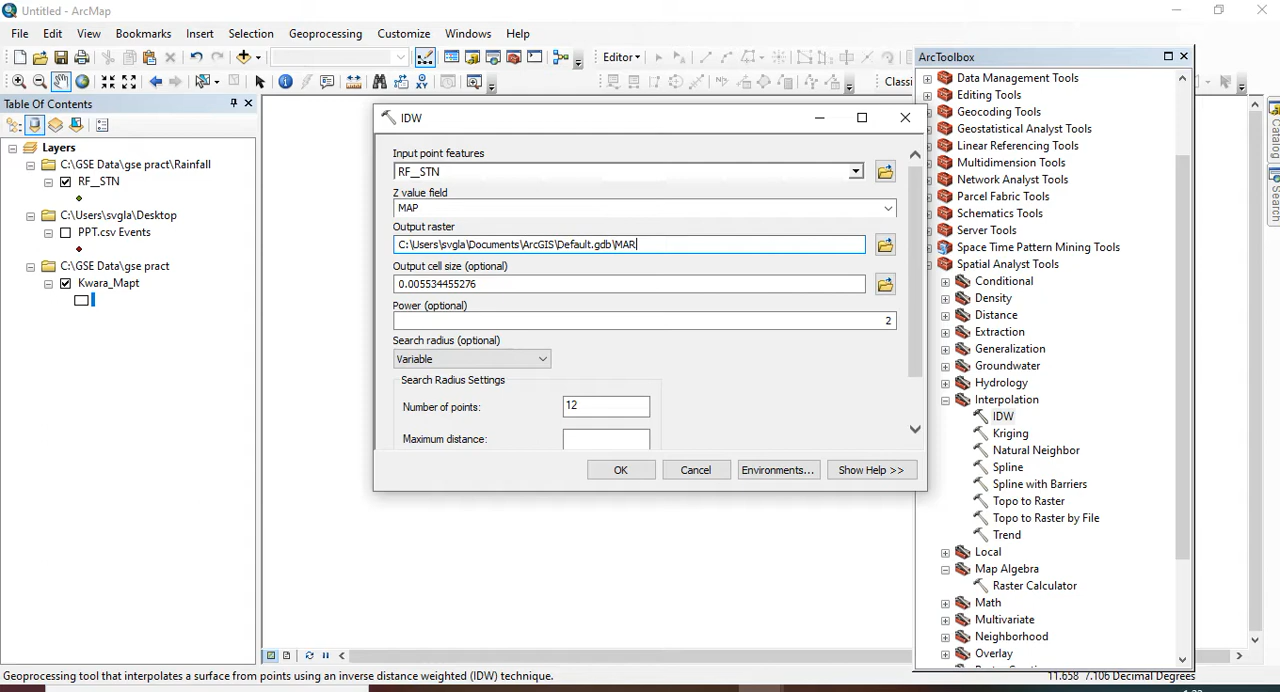 Untitled - ArcMap
File Edit View Bookmarks Insert Selection Geoprocessing Customize Windows Help
Editor
Classi
Table Of Contents
Layers
C:\GSE Data\gse pract\Rainfall
RF__STN
C:\Users\svgla\Desktop
PPT.csv Events
C:\GSE Data\gse pract
Kwara_Mapt
IDW
Input point features
RF__STN
Z value field
MAP
Output raster
C:\Users\svgla\Documents\ArcGIS\Default.gdb\MAR
Output cell size (optional)
0.005534455276
Power (optional)
2
Search radius (optional)
Variable
Search Radius Settings
Number of points:
12
Maximum distance:
OK Cancel Environments... Show Help >>
ArcToolbox
Data Management Tools
Editing Tools
Geocoding Tools
Geostatistical Analyst Tools
Linear Referencing Tools
Multidimension Tools
Network Analyst Tools
Parcel Fabric Tools
Schematics Tools
Server Tools
Space Time Pattern Mining Tools
Spatial Analyst Tools
Conditional
Density
Distance
Extraction
Generalization
Groundwater
Hydrology
Interpolation
IDW
Kriging
Natural Neighbor
Spline
Spline with Barriers
Topo to Raster
Topo to Raster by File
Trend
Local
Map Algebra
Raster Calculator
Math
Multivariate
Neighborhood
Overlay
Catalog
Search
Geoprocessing tool that interpolates a surface from points using an inverse distance weighted (IDW) technique.
11.658 7.106 Decimal Degrees